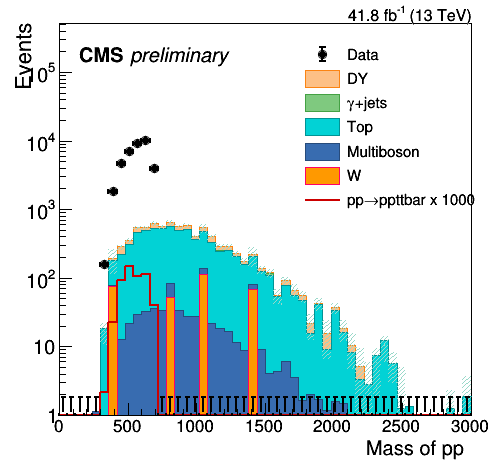 41.8 fb⁻¹ (13 TeV)
Events
CMS preliminary
Data
DY
γ+jets
Top
Multiboson
W
pp→ppttbar x 1000
10⁵
10⁴
10³
10²
10
1
0 500 1000 1500 2000 2500 3000
Mass of pp